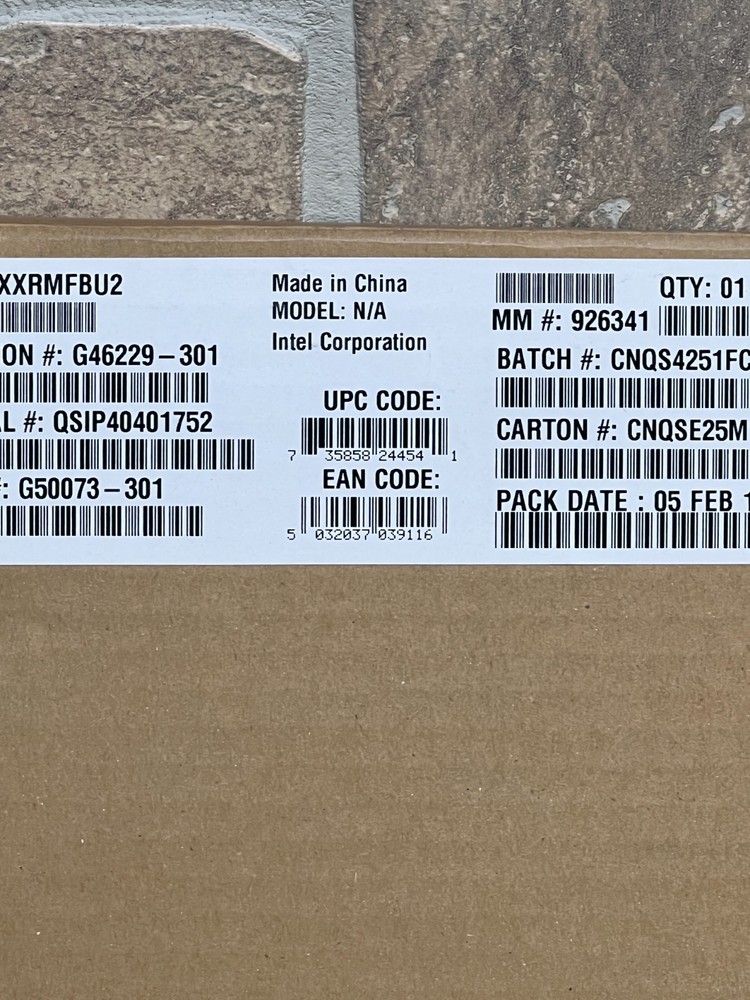 XXRMFBU2
ON #: G46229-301
AL #: QSIP40401752
#: G50073-301
Made in China
MODEL: N/A
Intel Corporation
UPC CODE:
7 35858 24454 1
EAN CODE:
5 032037 039116
QTY: 01
MM #: 926341
BATCH #: CNQS4251FC
CARTON #: CNQSE25M
PACK DATE : 05 FEB 1